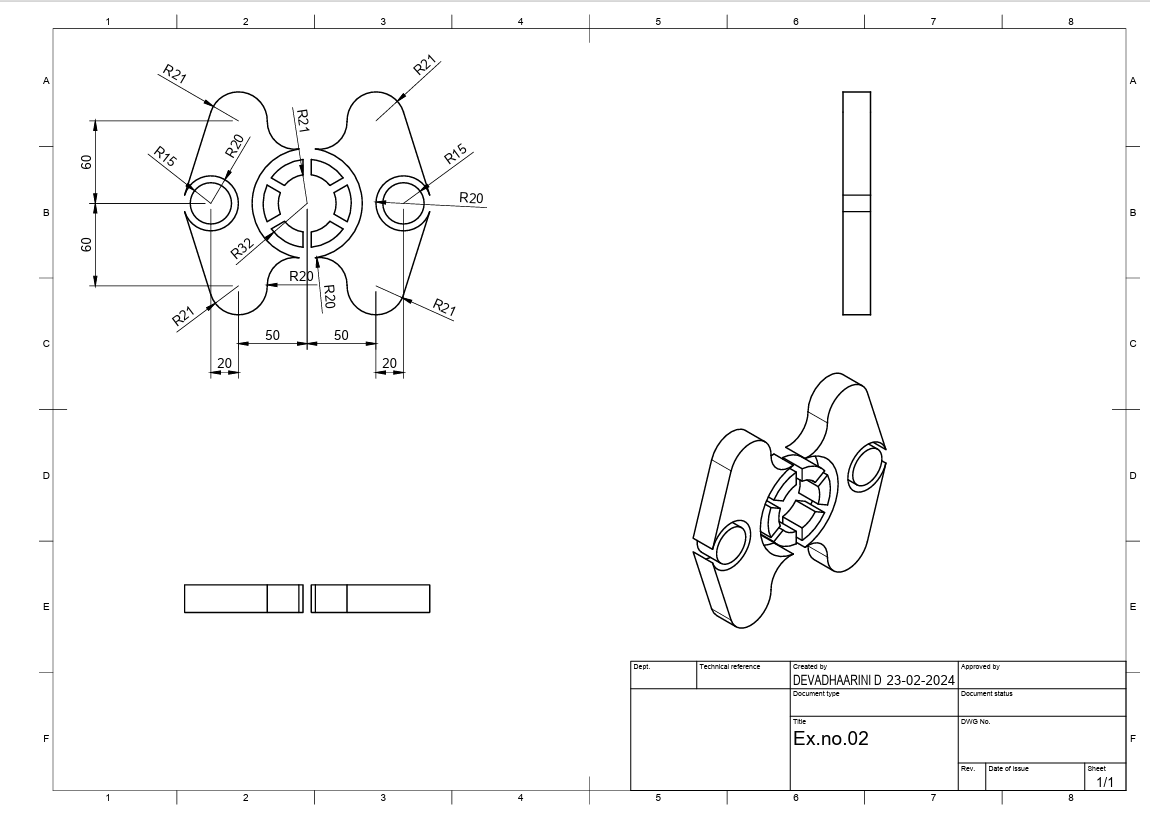 1 2 3 4 5 6 7 8
A A
R21 R21
R21
R20
R15 R15
60
B B
R20
60
R32
R20
R20
R21 R21
50 50
C C
20 20
D D
E E
Dept. Technical reference Created by Approved by
DEVADHAARINI D 23-02-2024
Document type Document status
Title DWG No.
Ex.no.02
F F
Rev. Date of issue Sheet
1/1
1 2 3 4 5 6 7 8